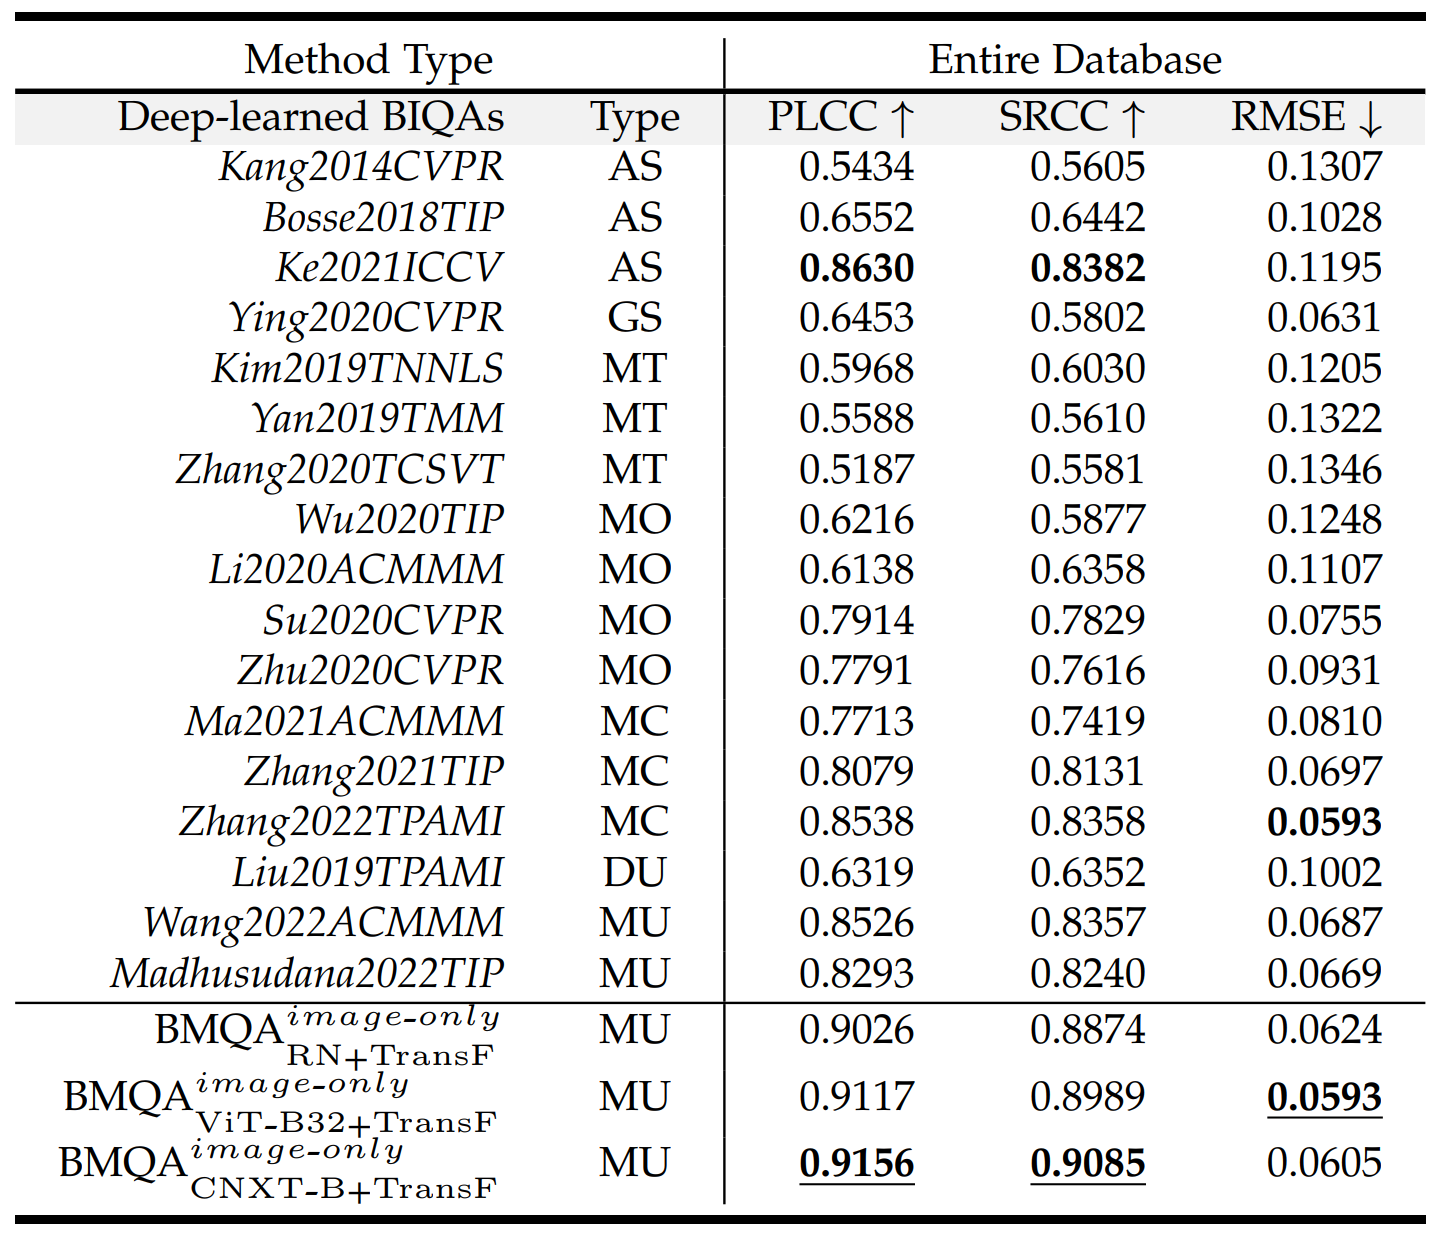 Method Type Entire Database
Deep-learned BIQAs Type PLCC ↑ SRCC ↑ RMSE ↓
Kang2014CVPR AS 0.5434 0.5605 0.1307
Bosse2018TIP AS 0.6552 0.6442 0.1028
Ke2021ICCV AS 0.8630 0.8382 0.1195
Ying2020CVPR GS 0.6453 0.5802 0.0631
Kim2019TNNLS MT 0.5968 0.6030 0.1205
Yan2019TMM MT 0.5588 0.5610 0.1322
Zhang2020TCSVT MT 0.5187 0.5581 0.1346
Wu2020TIP MO 0.6216 0.5877 0.1248
Li2020ACMMM MO 0.6138 0.6358 0.1107
Su2020CVPR MO 0.7914 0.7829 0.0755
Zhu2020CVPR MO 0.7791 0.7616 0.0931
Ma2021ACMMM MC 0.7713 0.7419 0.0810
Zhang2021TIP MC 0.8079 0.8131 0.0697
Zhang2022TPAMI MC 0.8538 0.8358 0.0593
Liu2019TPAMI DU 0.6319 0.6352 0.1002
Wang2022ACMMM MU 0.8526 0.8357 0.0687
Madhusudana2022TIP MU 0.8293 0.8240 0.0669
BMQA image-only RN+TransF MU 0.9026 0.8874 0.0624
BMQA image-only ViT-B32+TransF MU 0.9117 0.8989 0.0593
BMQA image-only CNXT-B+TransF MU 0.9156 0.9085 0.0605